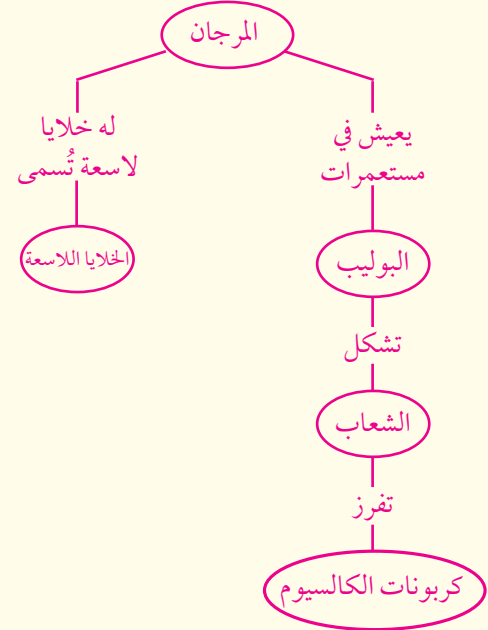 المرجان
يعيش في
مستعمرات
البوليب
تشكل
الشعاب
تفرز
كربونات الكالسيوم
له خلايا
لاسعة تُسمى
الخلايا اللاسعة